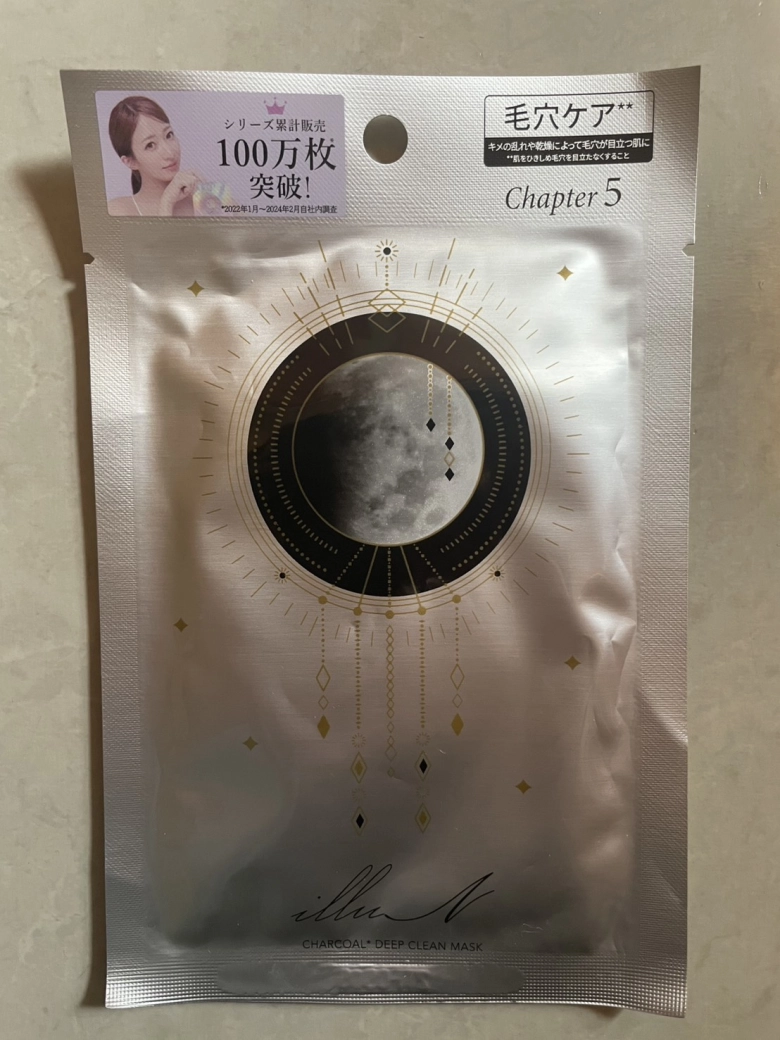 シリーズ累計販売
100万枚
突破!
*2022年1月〜2024年2月自社内調査
毛穴ケア**
キメの乱れや乾燥によって毛穴が目立つ肌に
**肌をひきしめ毛穴を目立たなくすること
Chapter 5
illuN
CHARCOAL* DEEP CLEAN MASK